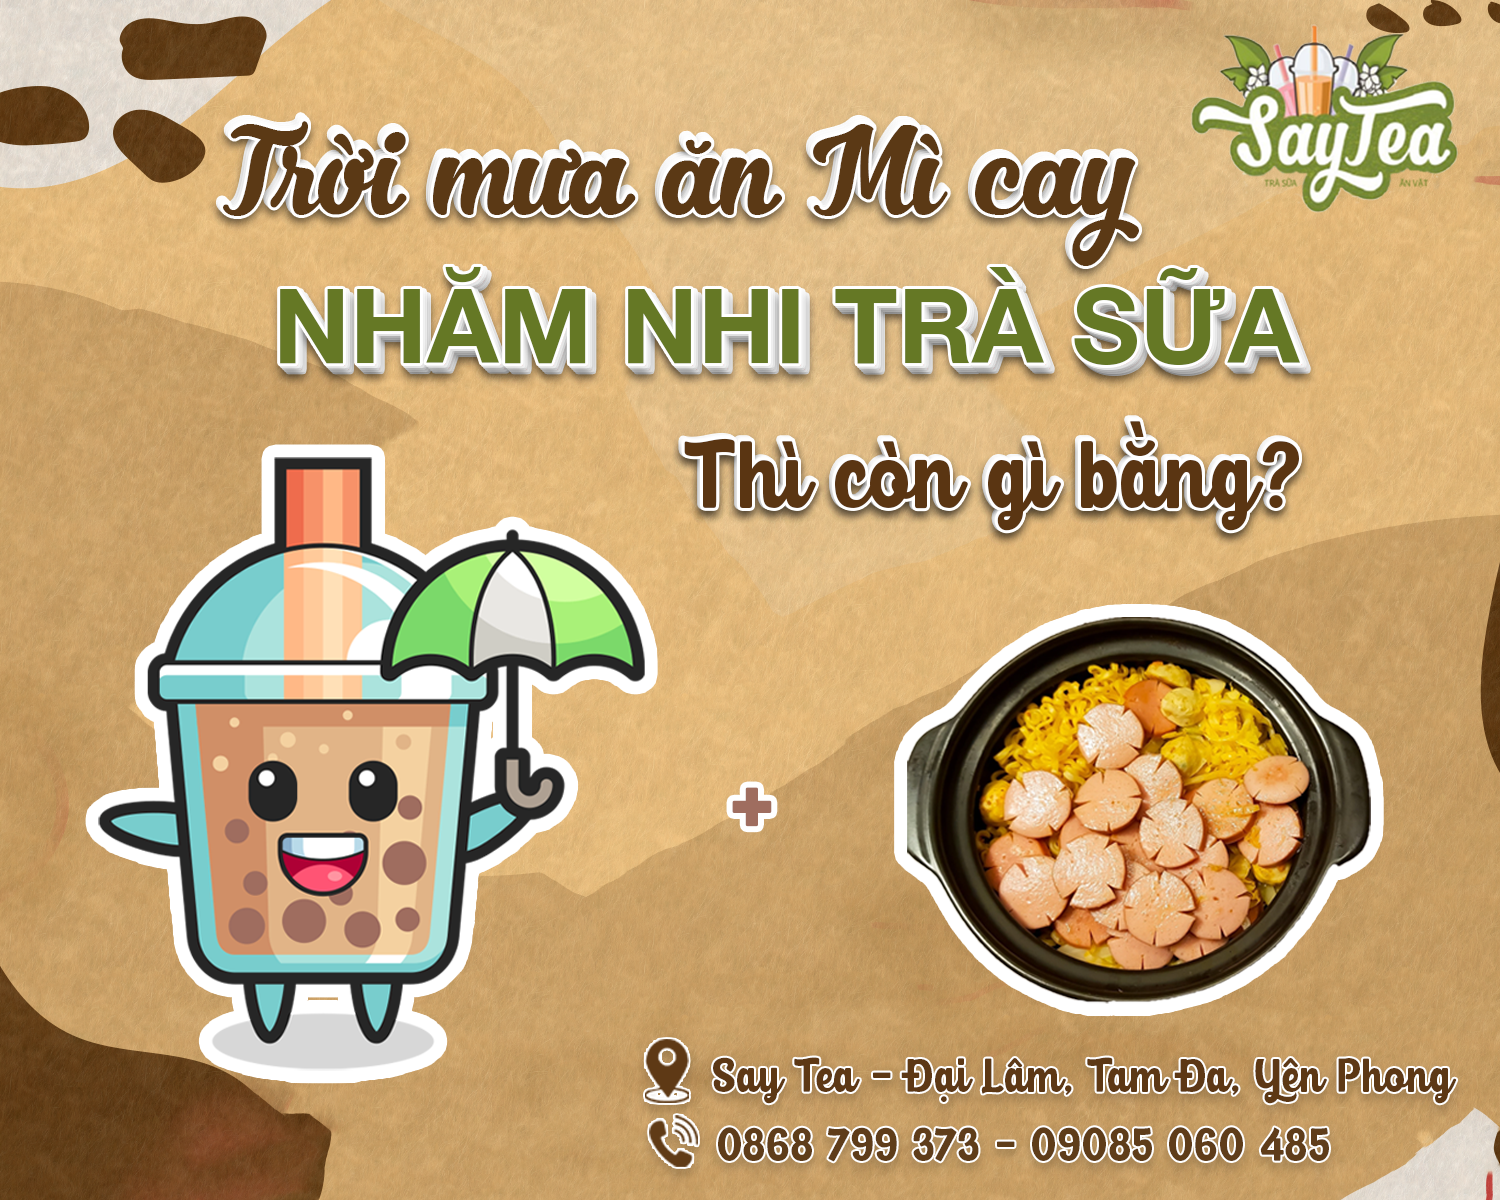 SayTea
TRÀ SỮA ĂN VẶT
Trời mưa ăn Mì cay
NHĂM NHI TRÀ SỮA
Thì còn gì bằng?
Say Tea - Đại Lâm, Tam Đa, Yên Phong
0868 799 373 - 09085 060 485